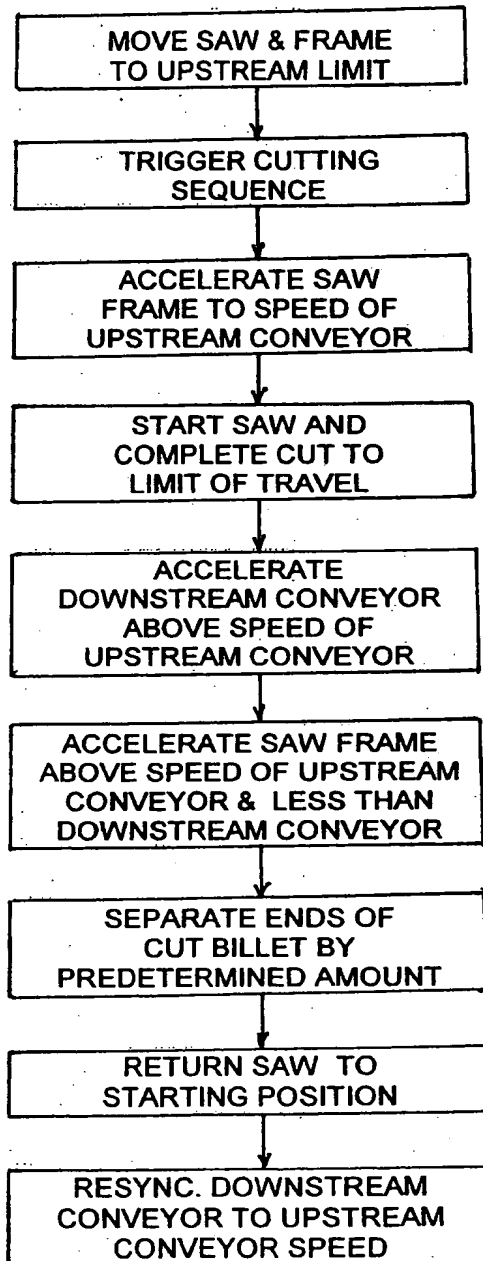 MOVE SAW & FRAME
TO UPSTREAM LIMIT
TRIGGER CUTTING
SEQUENCE
ACCELERATE SAW
FRAME TO SPEED OF
UPSTREAM CONVEYOR
START SAW AND
COMPLETE CUT TO
LIMIT OF TRAVEL
ACCELERATE
DOWNSTREAM CONVEYOR
ABOVE SPEED OF
UPSTREAM CONVEYOR
ACCELERATE SAW FRAME
ABOVE SPEED OF UPSTREAM
CONVEYOR & LESS THAN
DOWNSTREAM CONVEYOR
SEPARATE ENDS OF
CUT BILLET BY
PREDETERMINED AMOUNT
RETURN SAW TO
STARTING POSITION
RESYNC. DOWNSTREAM
CONVEYOR TO UPSTREAM
CONVEYOR SPEED